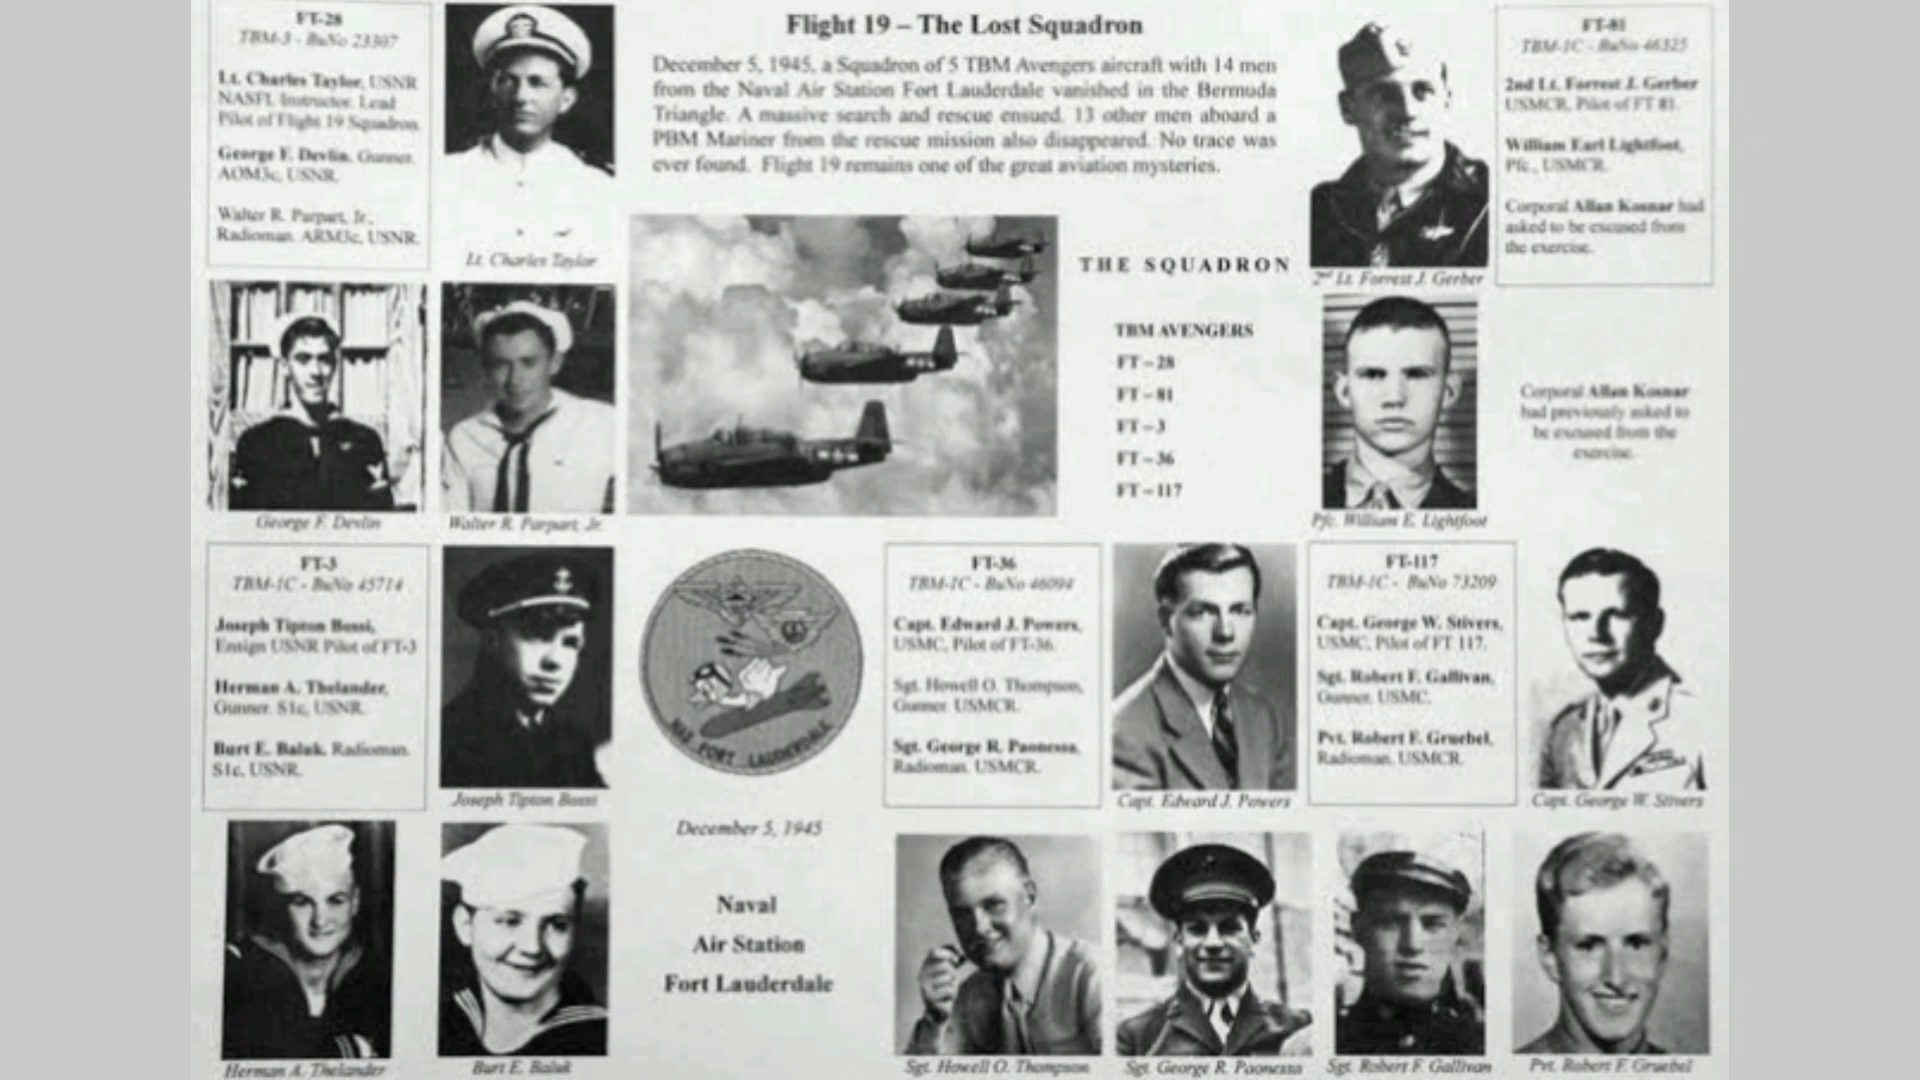 FT-28
TBM-3 - BuNo 23307
Lt. Charles Taylor, USNR
NASFL Instructor. Lead
Pilot of Flight 19 Squadron.
George F. Devlin. Gunner.
AOM3c, USNR.
Walter R. Parpart, Jr.,
Radioman. ARM3c, USNR.
Lt. Charles Taylor
Flight 19 – The Lost Squadron
December 5, 1945, a Squadron of 5 TBM Avengers aircraft with 14 men
from the Naval Air Station Fort Lauderdale vanished in the Bermuda
Triangle. A massive search and rescue ensued. 13 other men aboard a
PBM Mariner from the rescue mission also disappeared. No trace was
ever found. Flight 19 remains one of the great aviation mysteries.
FT-81
TBM-1C - BuNo 46325
2nd Lt. Forrest J. Gerber
USMCR, Pilot of FT 81.
William Earl Lightfoot,
Pfc., USMCR.
Corporal Allan Kosnar had
asked to be excused from
the exercise.
2nd Lt. Forrest J. Gerber
THE SQUADRON
TBM AVENGERS
FT – 28
FT – 81
FT – 3
FT – 36
FT – 117
Corporal Allan Kosnar
had previously asked to
be excused from the
exercise.
George F. Devlin
Walter R. Parpart, Jr.
Pfc. William E. Lightfoot
FT-3
TBM-1C - BuNo 45714
Joseph Tipton Bossi,
Ensign USNR Pilot of FT-3
Herman A. Thelander,
Gunner. S1c, USNR.
Burt E. Baluk, Radioman.
S1c, USNR.
Joseph Tipton Bossi
NAS FORT LAUDERDALE
FT-36
TBM-1C - BuNo 46094
Capt. Edward J. Powers,
USMC, Pilot of FT-36.
Sgt. Howell O. Thompson,
Gunner. USMCR.
Sgt. George R. Paonessa,
Radioman. USMCR.
Capt. Edward J. Powers
FT-117
TBM-1C - BuNo 73209
Capt. George W. Stivers,
USMC, Pilot of FT 117.
Sgt. Robert F. Gallivan,
Gunner. USMC.
Pvt. Robert F. Gruebel,
Radioman. USMCR.
Capt. George W. Stivers
December 5, 1945
Naval
Air Station
Fort Lauderdale
Herman A. Thelander
Burt E. Baluk
Sgt. Howell O. Thompson
Sgt. George R. Paonessa
Sgt. Robert F. Gallivan
Pvt. Robert F. Gruebel